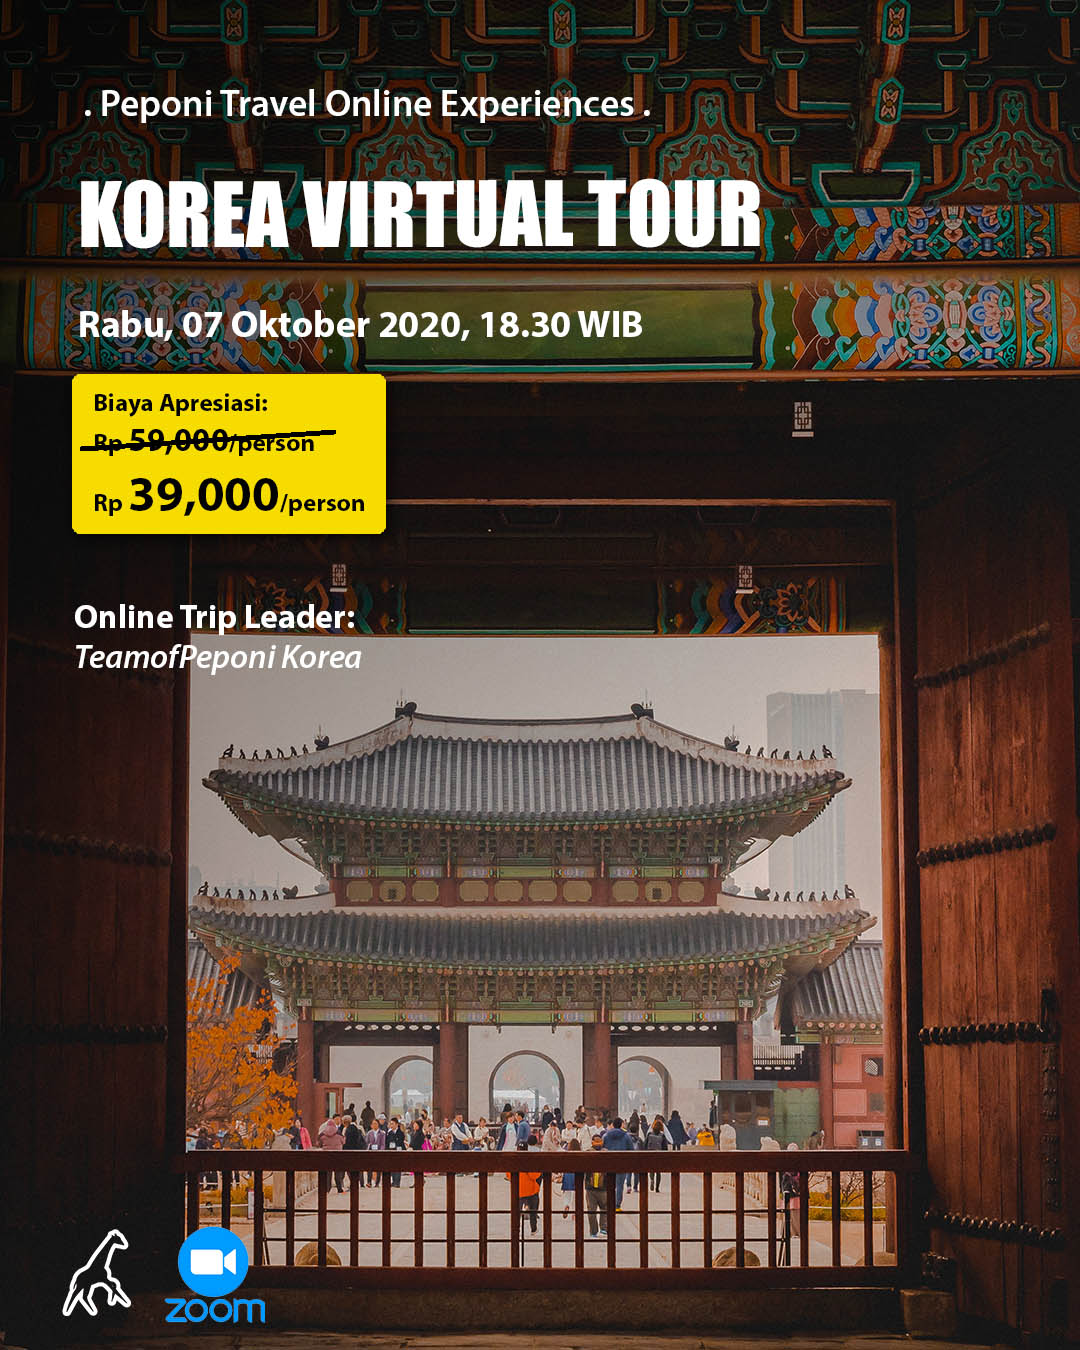 . Peponi Travel Online Experiences .
KOREA VIRTUAL TOUR
Rabu, 07 Oktober 2020, 18.30 WIB
Biaya Apresiasi:
Rp 59,000/person
Rp 39,000/person
Online Trip Leader:
TeamofPeponi Korea
zoom